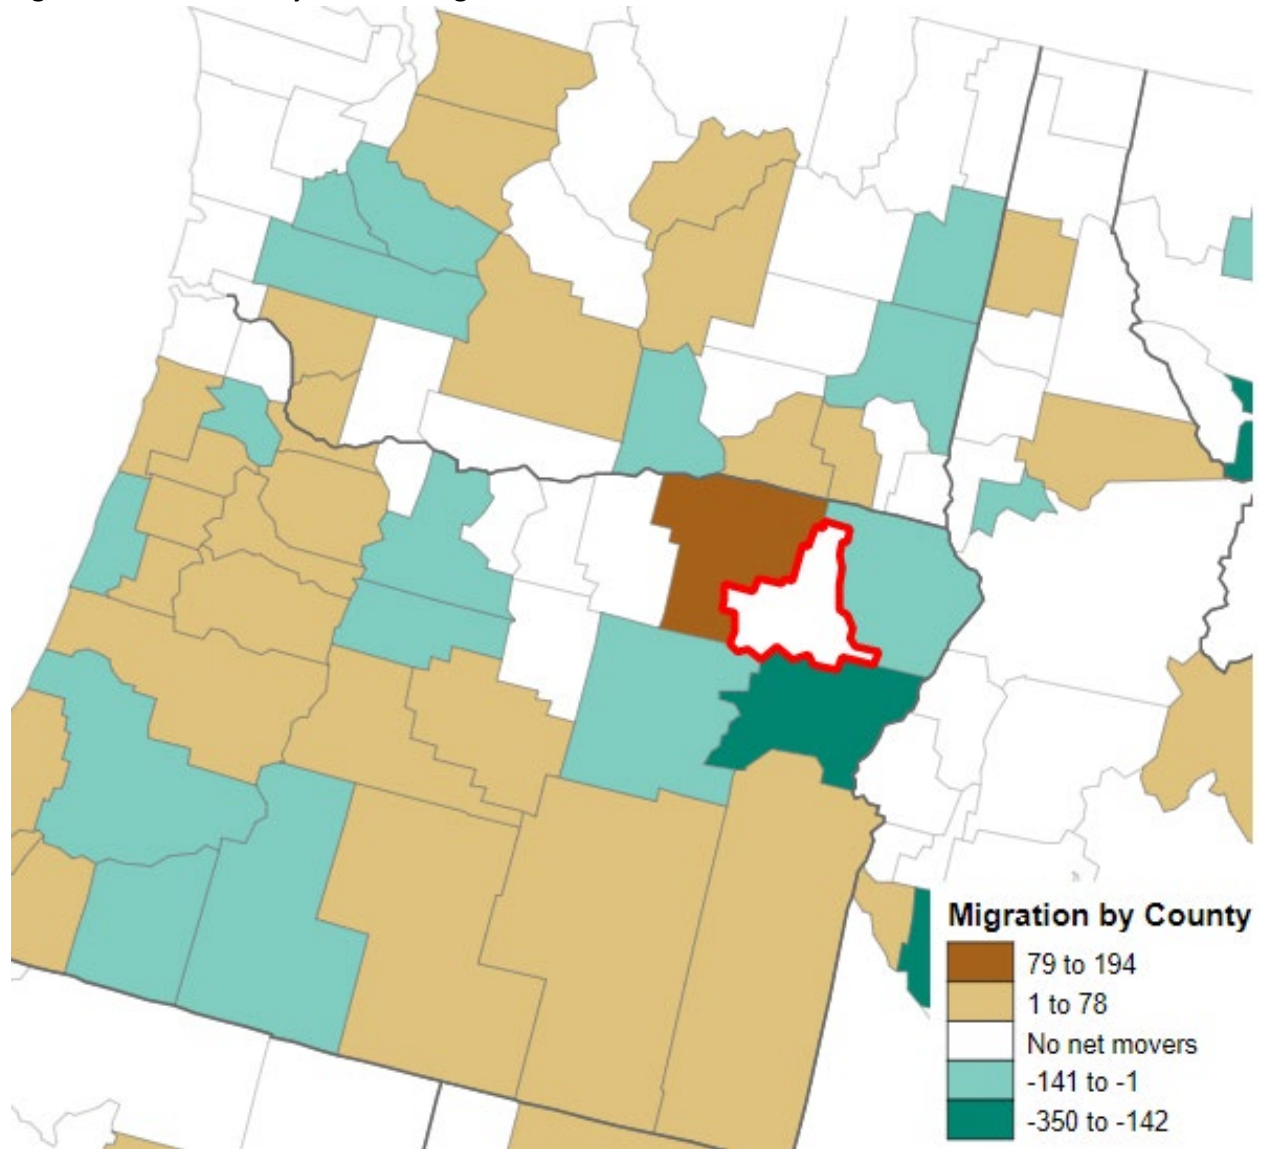 Migration by County
79 to 194
1 to 78
No net movers
-141 to -1
-350 to -142